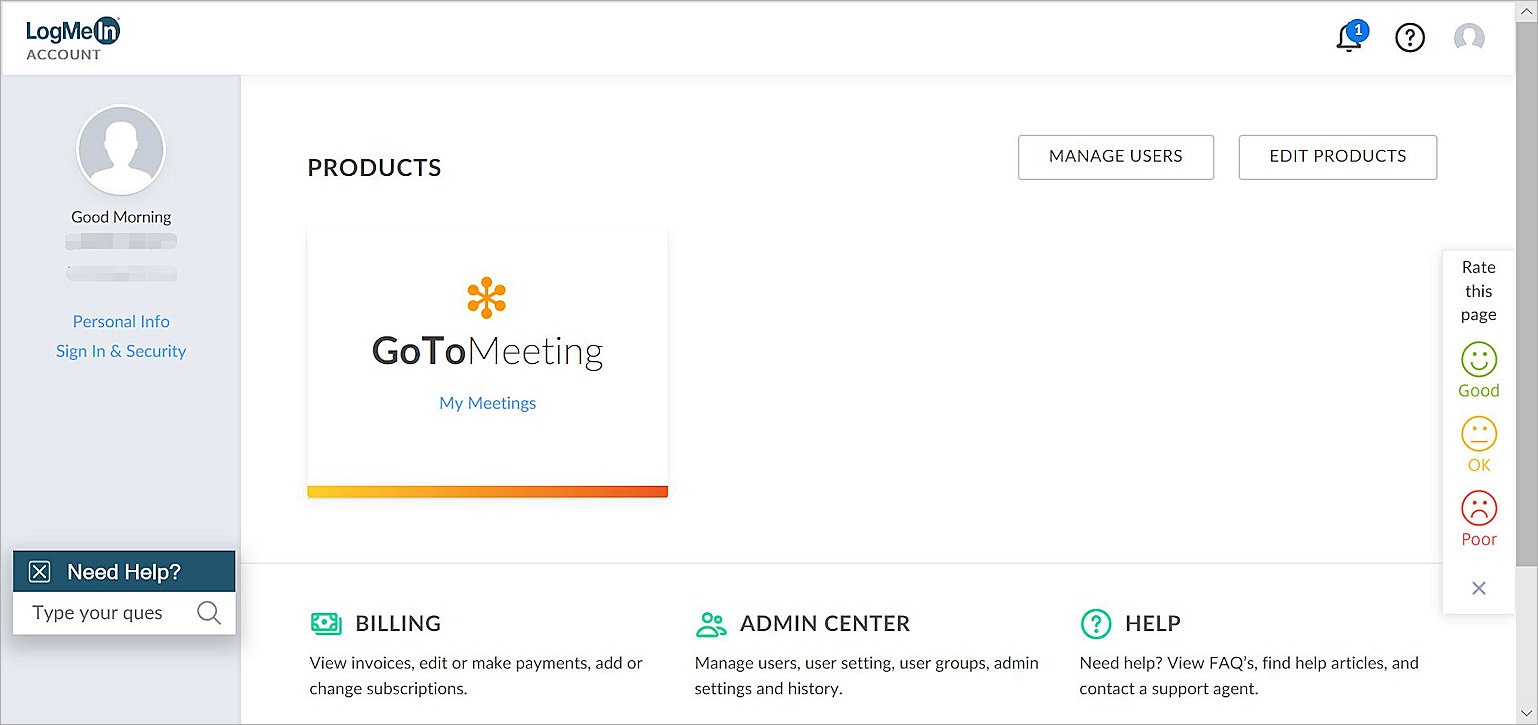 LogMeIn
ACCOUNT
1
?
Good Morning
Personal Info
Sign In & Security
PRODUCTS
MANAGE USERS
EDIT PRODUCTS
GoToMeeting
My Meetings
Rate
this
page
Good
OK
Poor
Need Help?
Type your ques
BILLING
View invoices, edit or make payments, add or
change subscriptions.
ADMIN CENTER
Manage users, user setting, user groups, admin
settings and history.
?
HELP
Need help? View FAQ's, find help articles, and
contact a support agent.